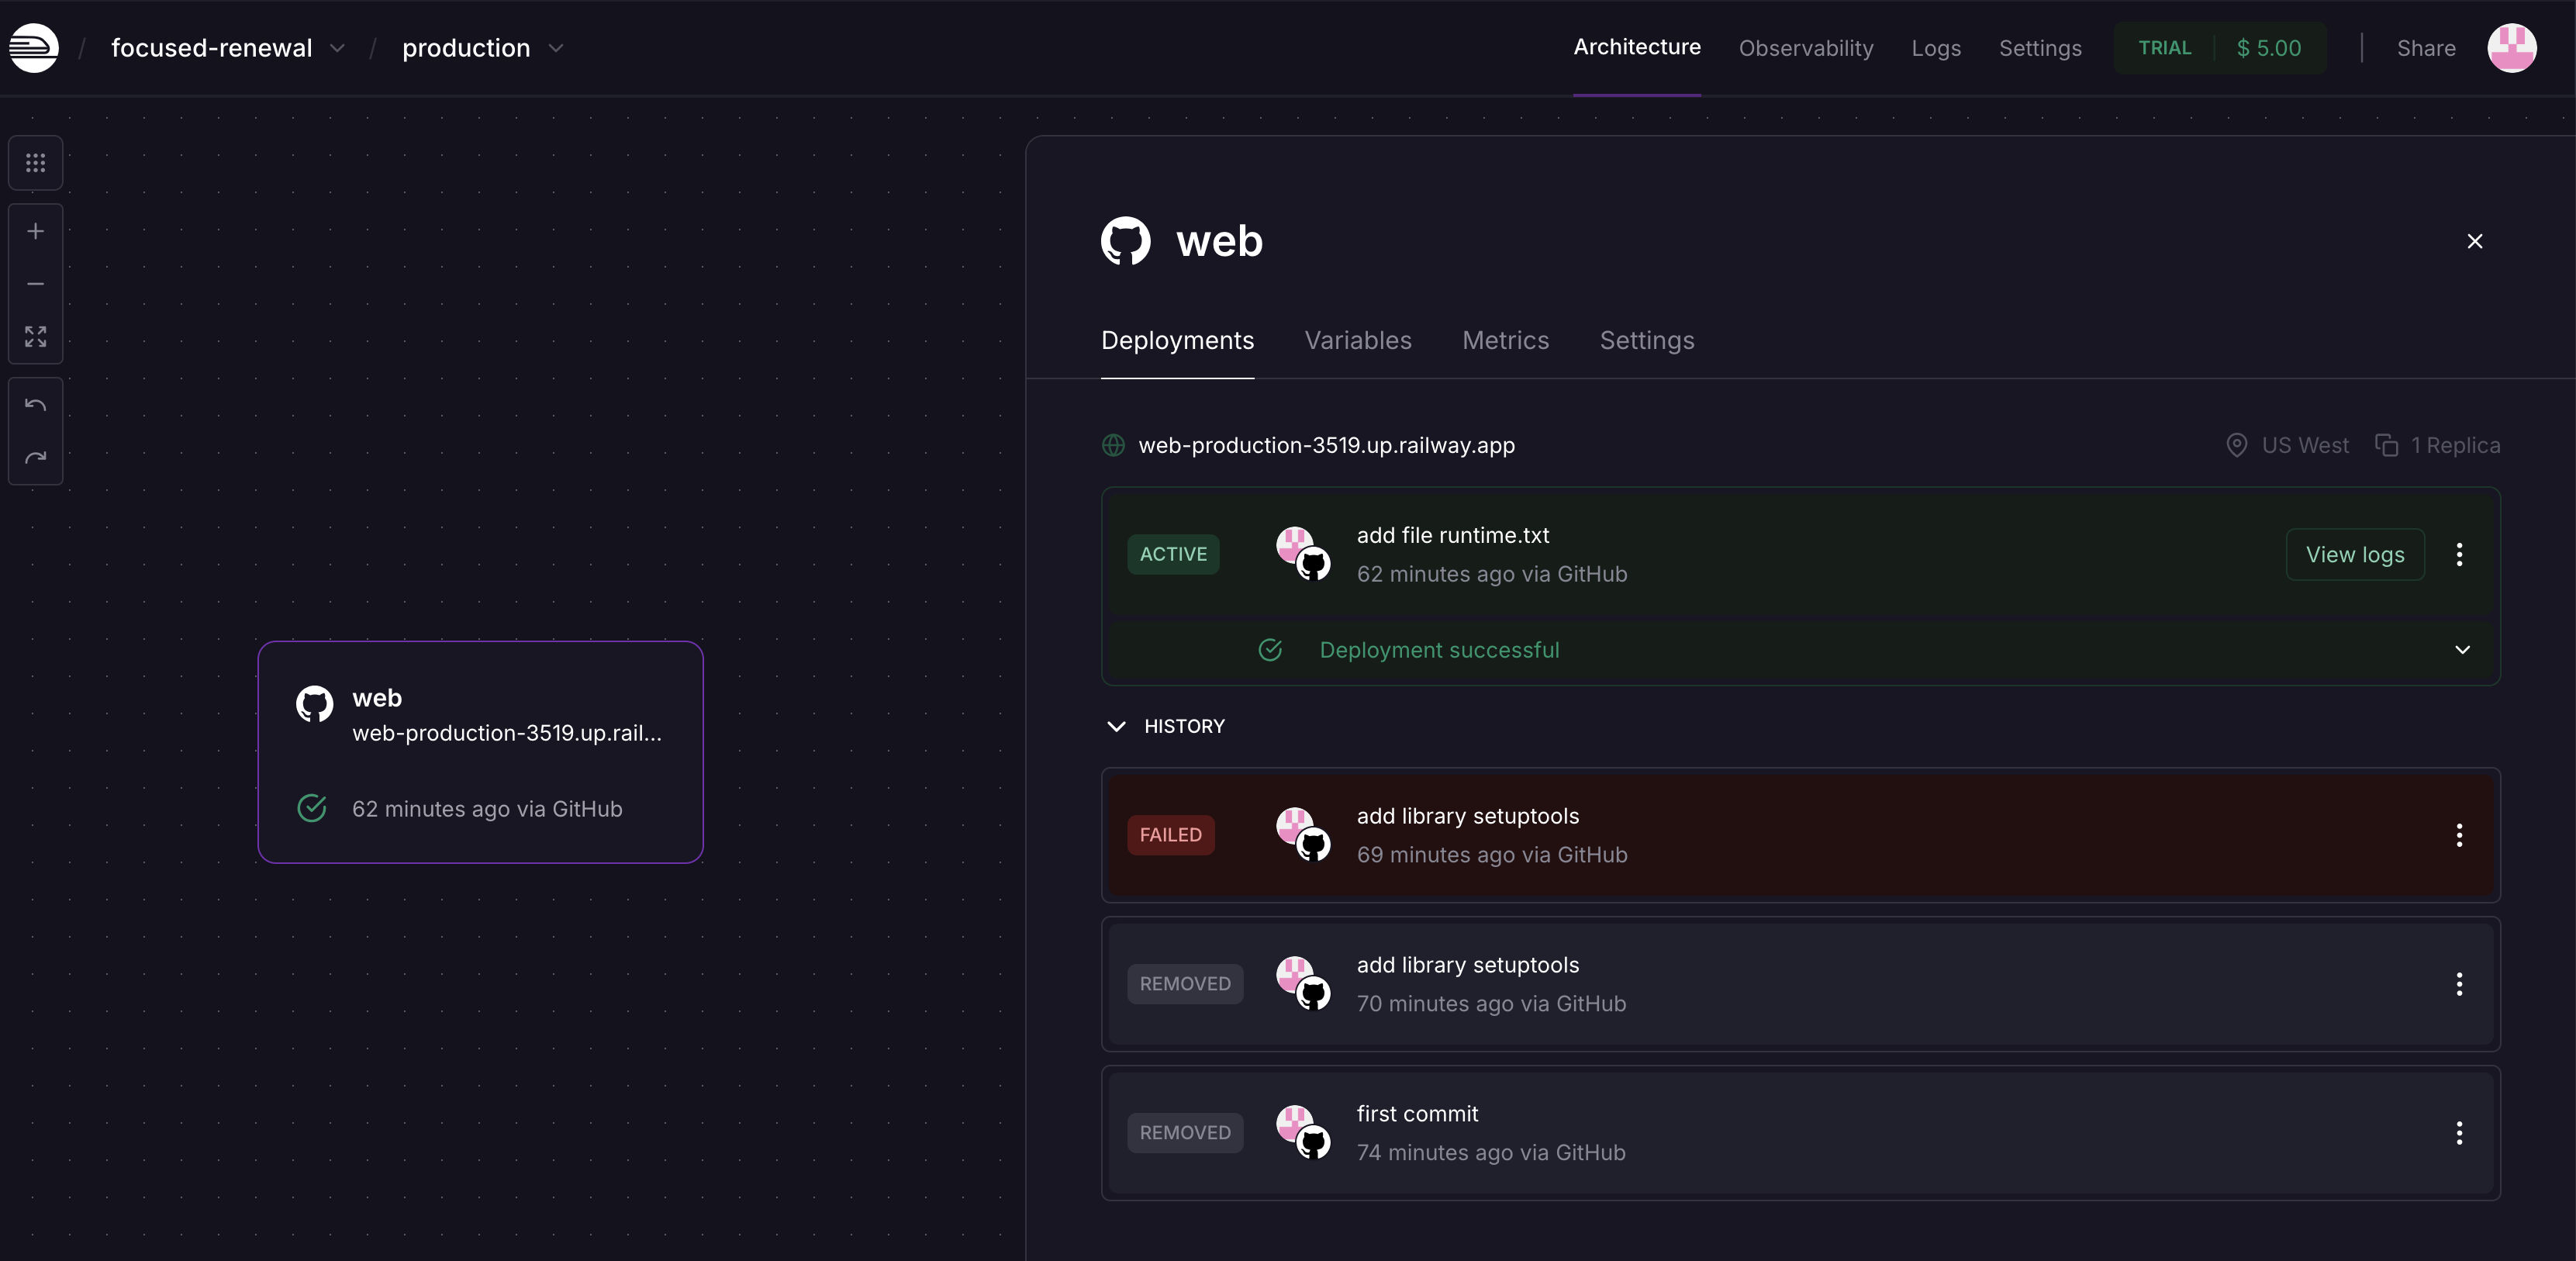 / focused-renewal / production
Architecture Observability Logs Settings TRIAL $ 5.00 Share
web
Deployments Variables Metrics Settings
web-production-3519.up.railway.app US West 1 Replica
ACTIVE
add file runtime.txt
62 minutes ago via GitHub
View logs
Deployment successful
web
web-production-3519.up.rail...
62 minutes ago via GitHub
HISTORY
FAILED
add library setuptools
69 minutes ago via GitHub
REMOVED
add library setuptools
70 minutes ago via GitHub
REMOVED
first commit
74 minutes ago via GitHub